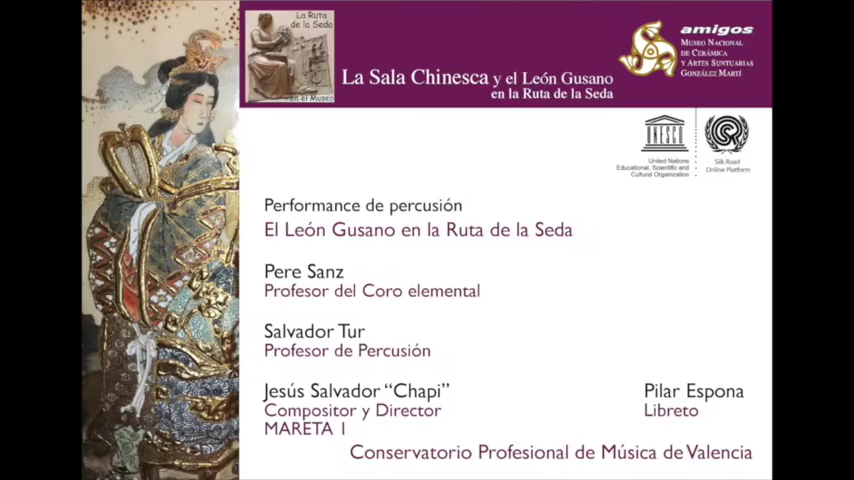 La Ruta
de la Seda
en el Museo
La Sala Chinesca y el León Gusano
en la Ruta de la Seda
amigos
MUSEO NACIONAL
DE CERÁMICA
Y ARTES SUNTUARIAS
GONZÁLEZ MARTÍ
UNESCO
United Nations
Educational, Scientific and
Cultural Organization
Silk Road
Online Platform
Performance de percusión
El León Gusano en la Ruta de la Seda
Pere Sanz
Profesor del Coro elemental
Salvador Tur
Profesor de Percusión
Jesús Salvador “Chapi”
Compositor y Director
MARETA 1
Pilar Espona
Libreto
Conservatorio Profesional de Música de Valencia